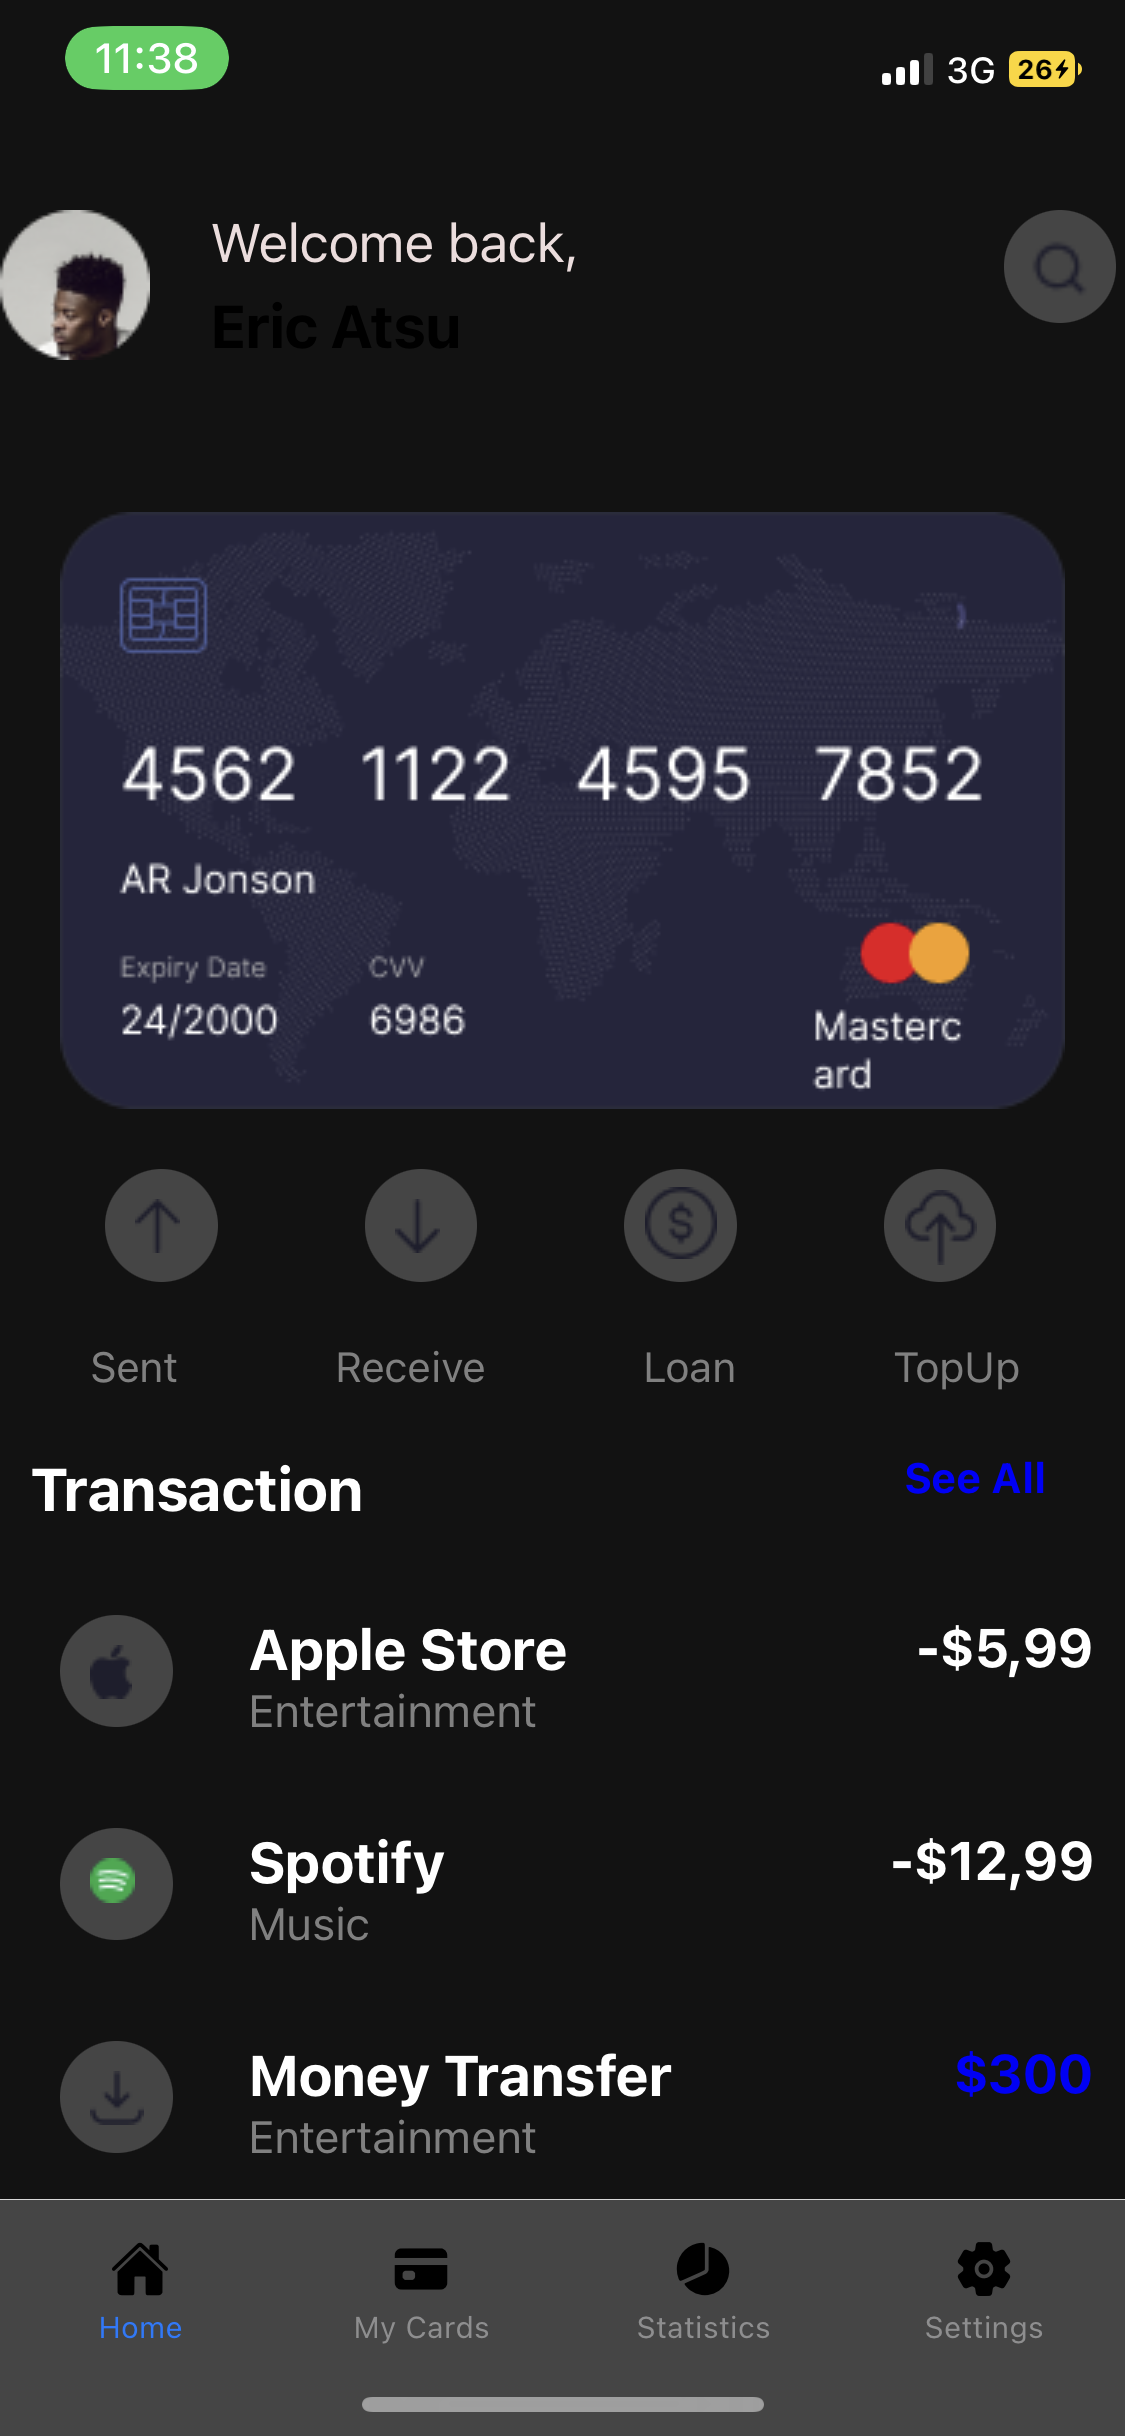 11:38
3G 26
Welcome back,
Eric Atsu
4562 1122 4595 7852
AR Jonson
Expiry Date CVV
24/2000 6986
Masterc
ard
Sent Receive Loan TopUp
Transaction See All
Apple Store -$5,99
Entertainment
Spotify -$12,99
Music
Money Transfer $300
Entertainment
Home My Cards Statistics Settings